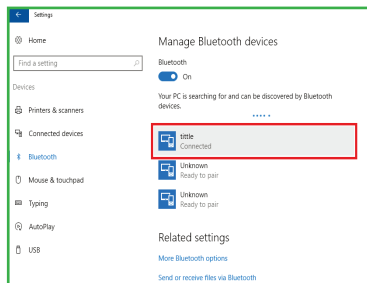 Settings
Home
Find a setting
Devices
Printers & scanners
Connected devices
Bluetooth
Mouse & touchpad
Typing
AutoPlay
USB
Manage Bluetooth devices
Bluetooth
On
Your PC is searching for and can be discovered by Bluetooth
devices.
tittle
Connected
Unknown
Ready to pair
Unknown
Ready to pair
Related settings
More Bluetooth options
Send or receive files via Bluetooth